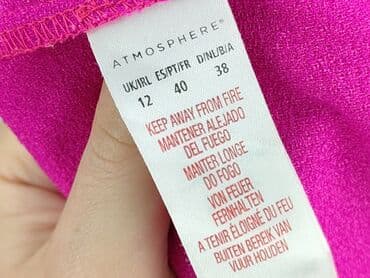 ATMOSPHERE®
UK/IRL ES/PT/FR D/NL/B/A
12 40 38
KEEP AWAY FROM FIRE
MANTENER ALEJADO
DEL FUEGO
MANTER LONGE
DO FOGO
VON FEUER
FERNHALTEN
A TENIR ÉLOIGNÉ DU FEU
BUITEN BEREIK VAN
VUUR HOUDEN